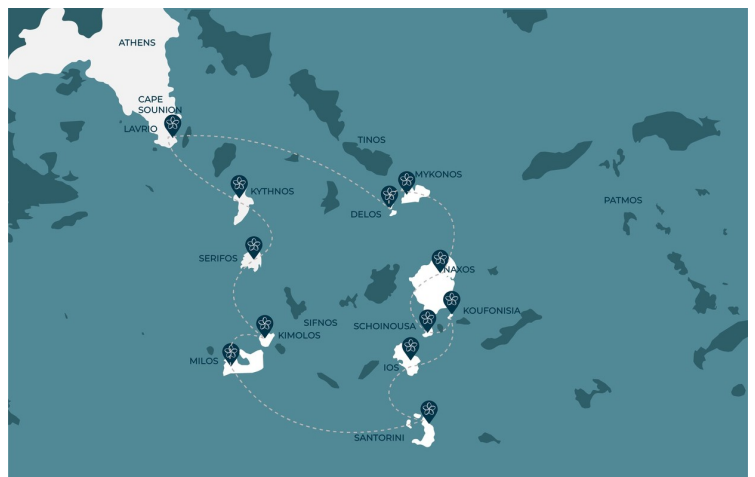 ATHENS
CAPE
SOUNION
LAVRIO
TINOS
MYKONOS
KYTHNOS
PATMOS
DELOS
SERIFOS
NAXOS
KOUFONISIA
SIFNOS
SCHOINOUSA
KIMOLOS
MILOS
IOS
SANTORINI